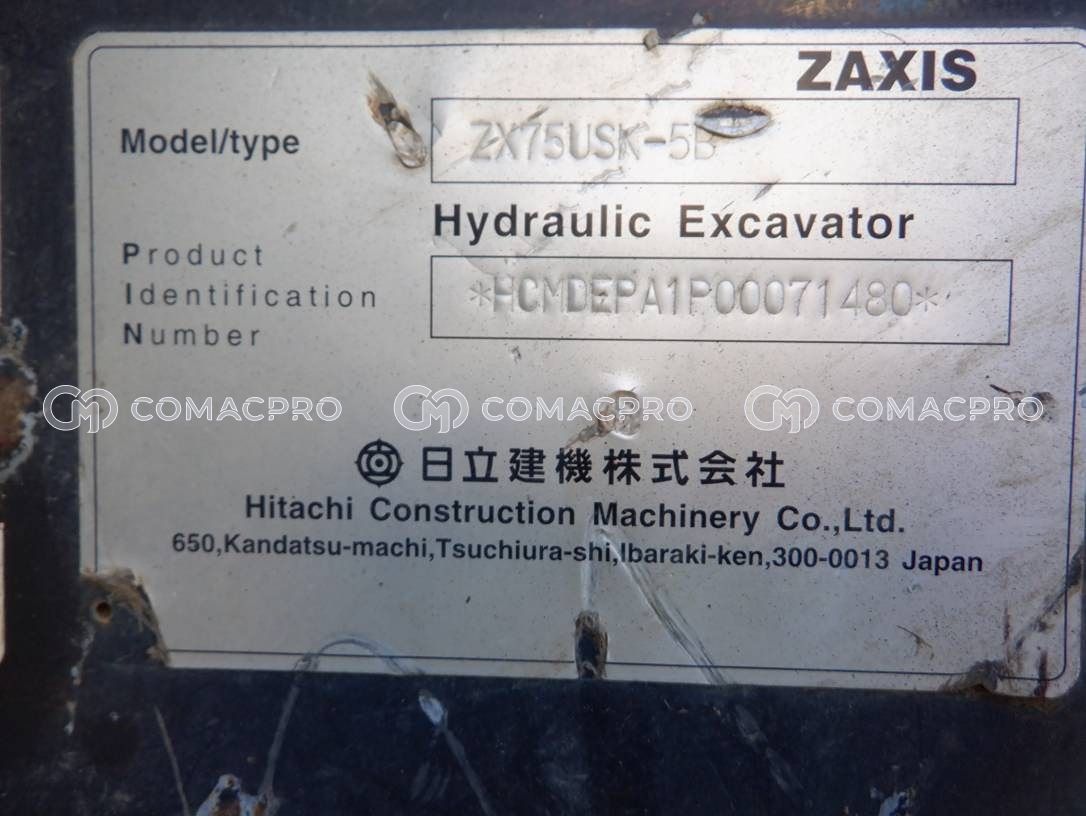 ZAXIS
Model/type
ZX75USK-5B
Hydraulic Excavator
Product
Identification
Number
*HCMDEPA1P00071480*
COMACPRO COMACPRO COMACPRO
日立建機株式会社
Hitachi Construction Machinery Co.,Ltd.
650,Kandatsu-machi,Tsuchiura-shi,Ibaraki-ken,300-0013 Japan